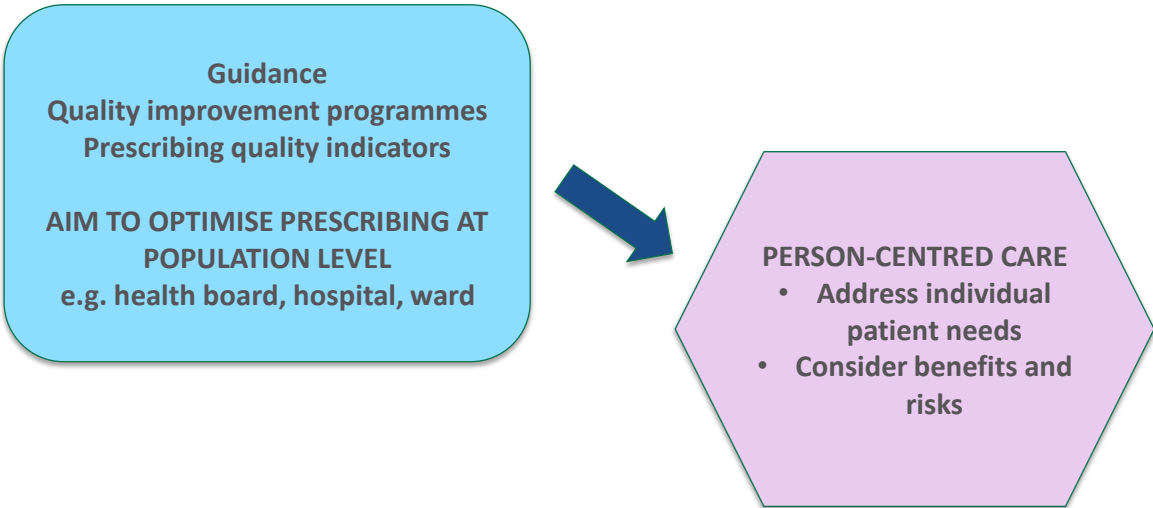 Guidance
Quality improvement programmes
Prescribing quality indicators
AIM TO OPTIMISE PRESCRIBING AT
POPULATION LEVEL
e.g. health board, hospital, ward
PERSON-CENTRED CARE
• Address individual
patient needs
• Consider benefits and
risks